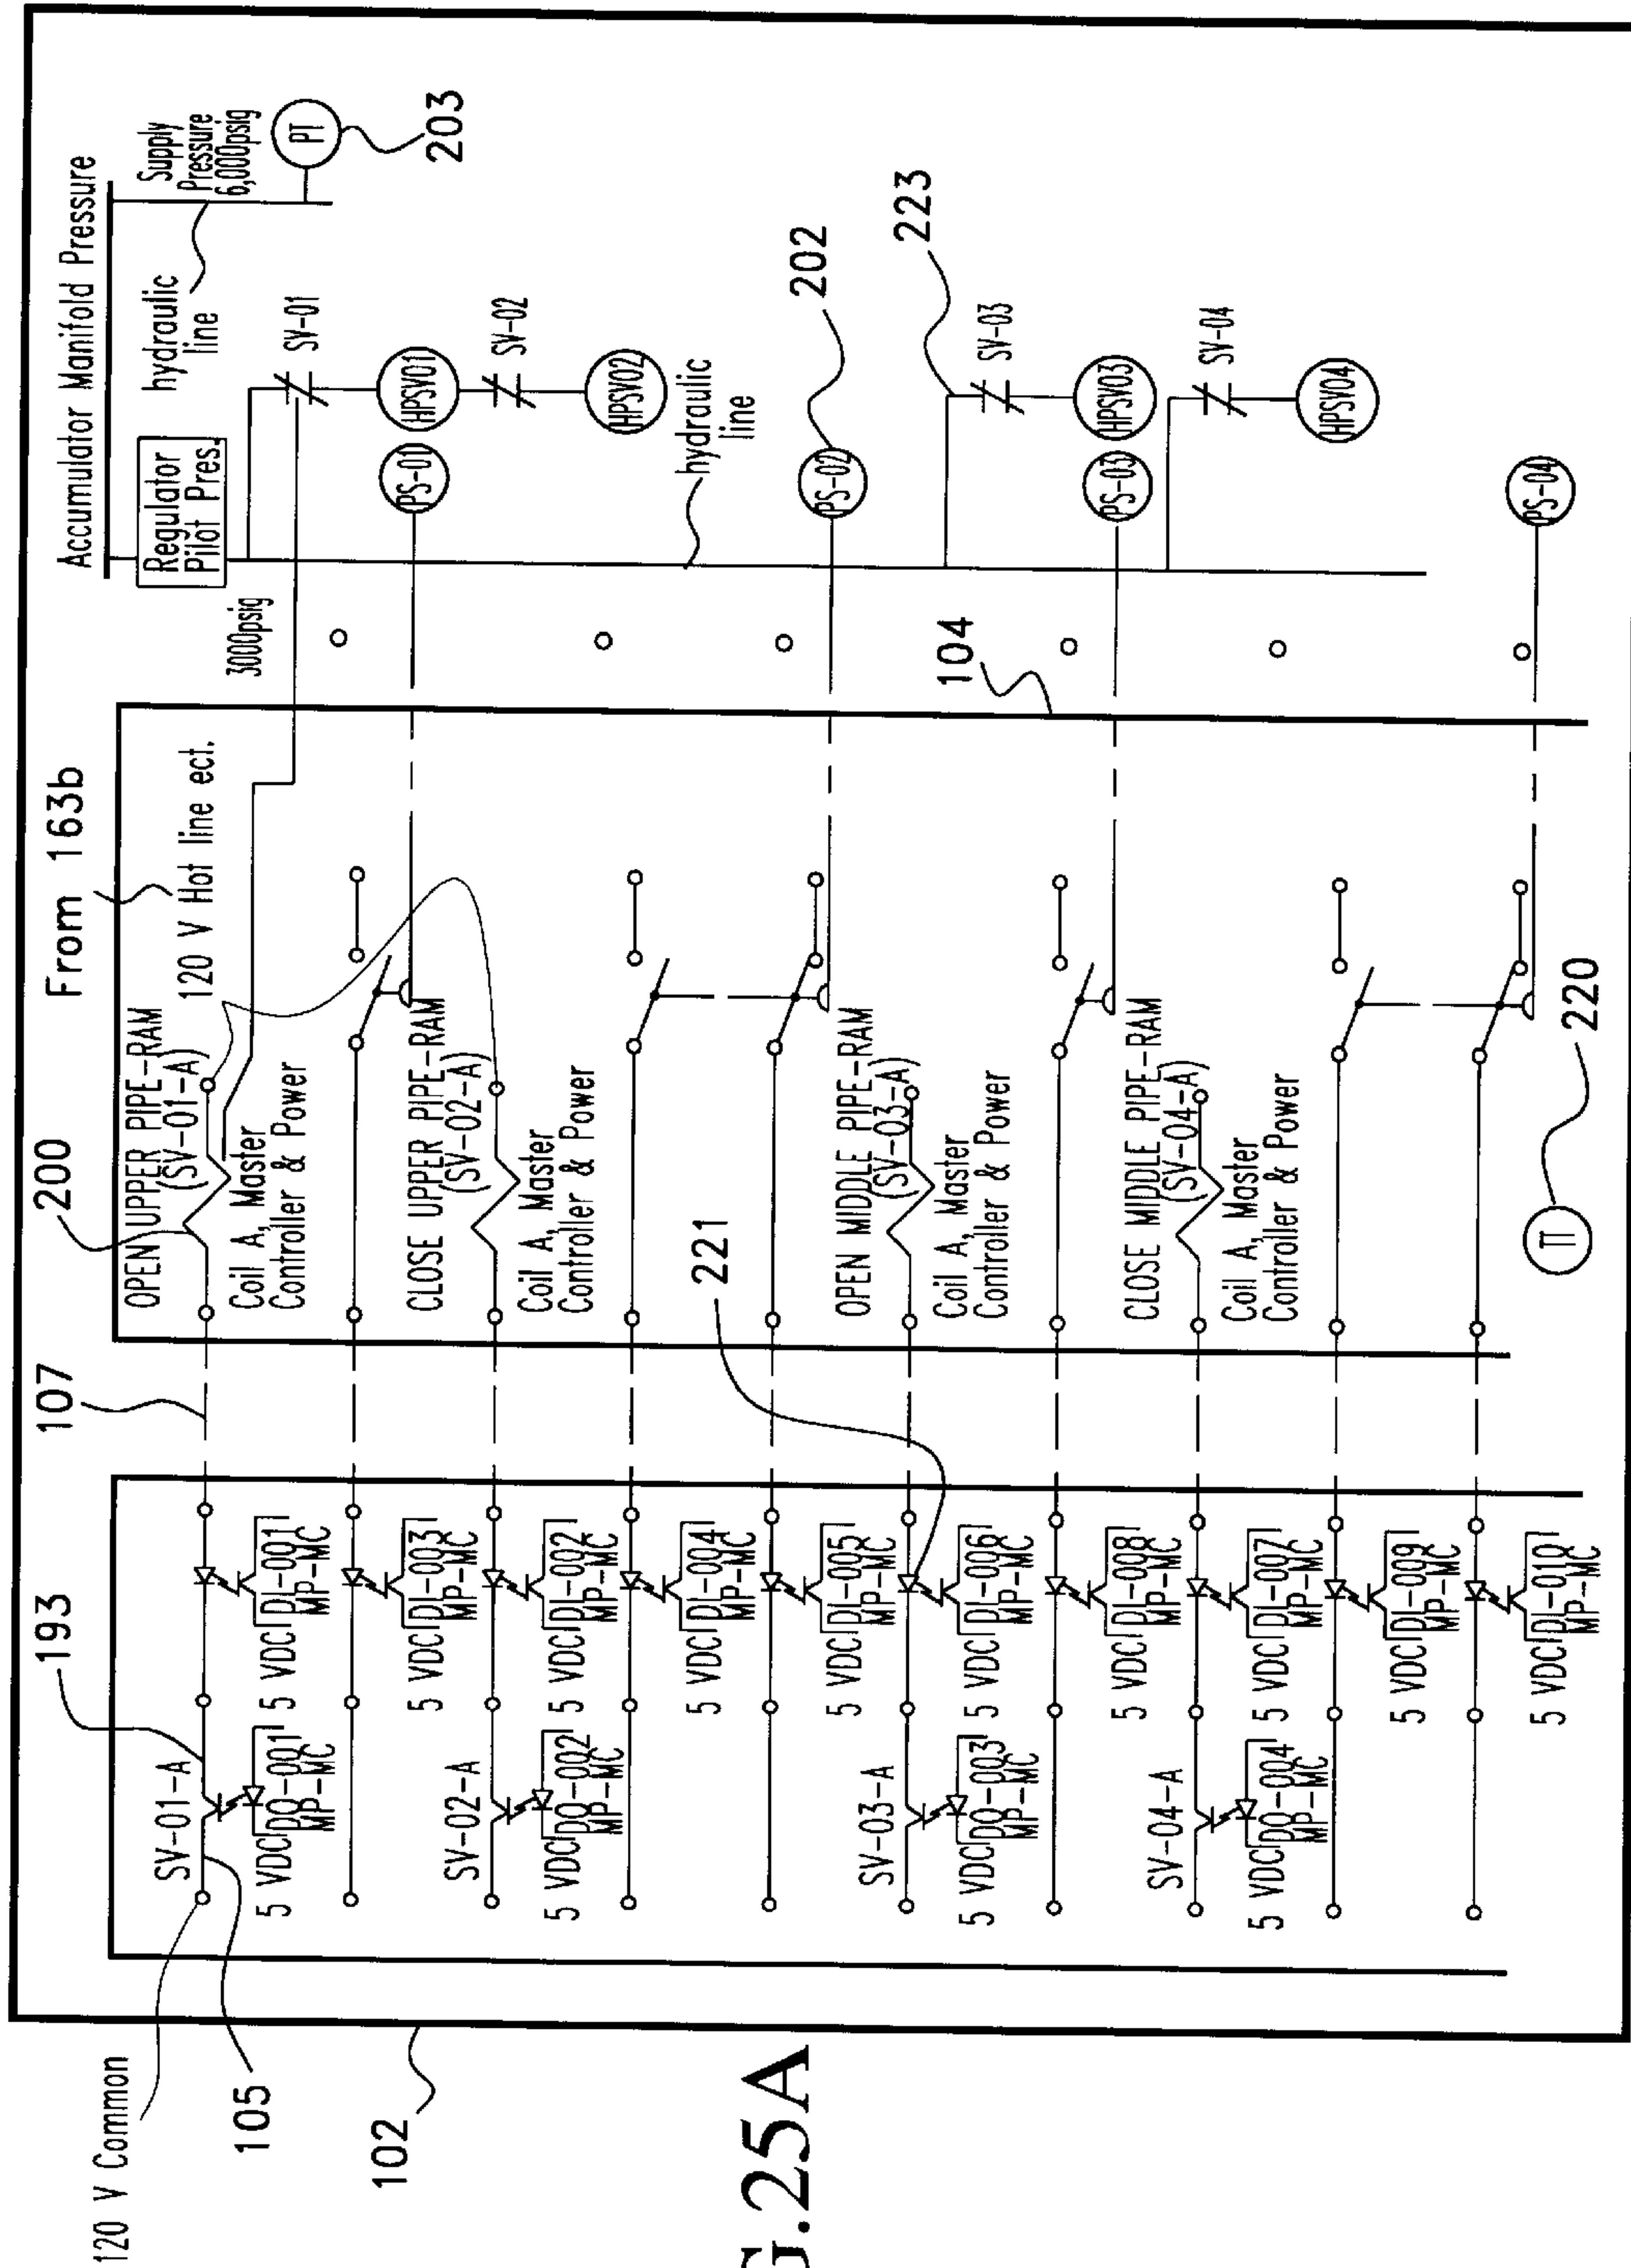 120 V Common
105
102
G.25A
193
107
200
From 163b
120 V Hot line ect.
Accumulator Manifold Pressure
Regulator
Pilot Pres.
3000psig
hydraulic
line
Supply
Pressure
6,000psig
PT
203
SV-01
HPSV01
PS-01
SV-02
HPSV02
hydraulic
line
PS-02
202
223
SV-03
HPSV03
PS-03
SV-04
HPSV04
PS-04
104
OPEN UPPER PIPE-RAM
(SV-01-A)
Coil A, Master
Controller & Power
CLOSE UPPER PIPE-RAM
(SV-02-A)
Coil A, Master
Controller & Power
221
OPEN MIDDLE PIPE-RAM
(SV-03-A)
Coil A, Master
Controller & Power
CLOSE MIDDLE PIPE-RAM
(SV-04-A)
Coil A, Master
Controller & Power
TT
220
SV-01-A
5 VDC DO-001
MP-MC
5 VDC DI-001
MP-MC
5 VDC DI-003
MP-MC
SV-02-A
5 VDC DO-002
MP-MC
5 VDC DI-002
MP-MC
5 VDC DI-004
MP-MC
5 VDC DI-005
MP-MC
SV-03-A
5 VDC DO-003
MP-MC
5 VDC DI-006
MP-MC
5 VDC DI-008
MP-MC
SV-04-A
5 VDC DO-004
MP-MC
5 VDC DI-007
MP-MC
5 VDC DI-009
MP-MC
5 VDC DI-010
MP-MC